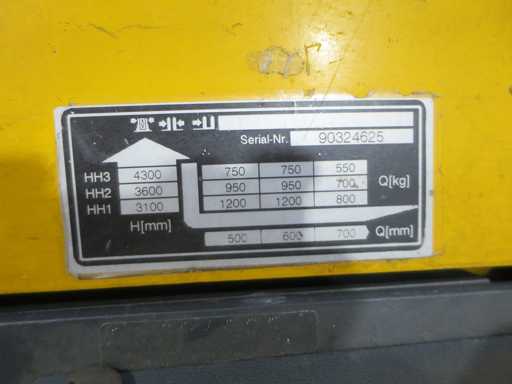 Serial-Nr. 90324625
HH3 4300 750 750 550 Q[kg]
HH2 3600 950 950 700
HH1 3100 1200 1200 800
H[mm] 500 600 700 Q[mm]